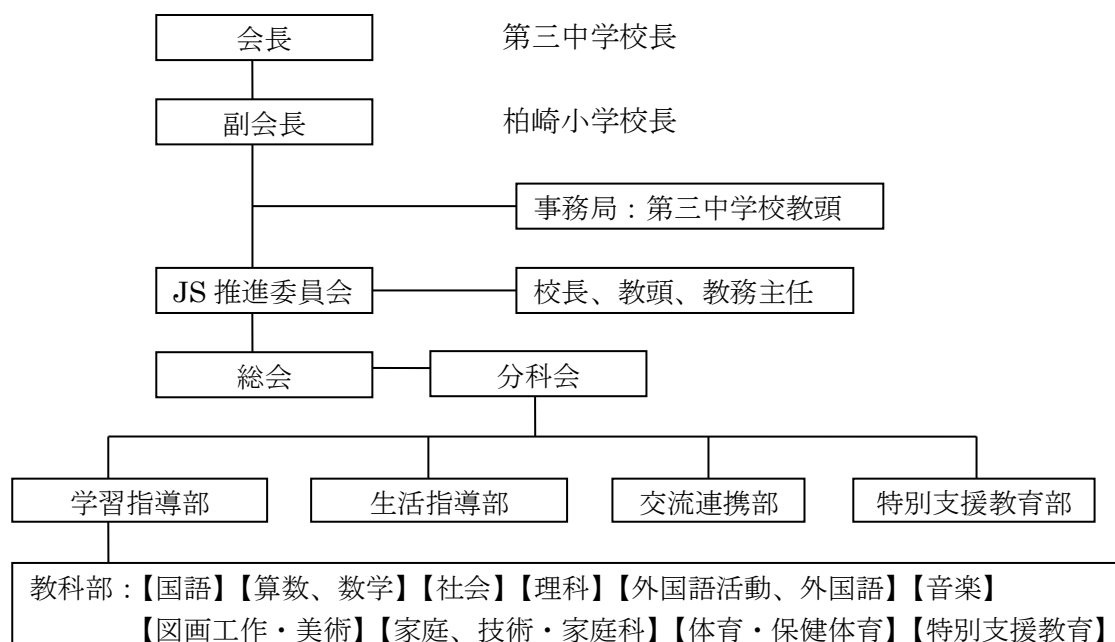 会長
第三中学校長
副会長
柏崎小学校長
事務局：第三中学校教頭
JS 推進委員会
校長、教頭、教務主任
総会
分科会
学習指導部
生活指導部
交流連携部
特別支援教育部
教科部：【国語】【算数、数学】【社会】【理科】【外国語活動、外国語】【音楽】
【図画工作・美術】【家庭、技術・家庭科】【体育・保健体育】【特別支援教育】